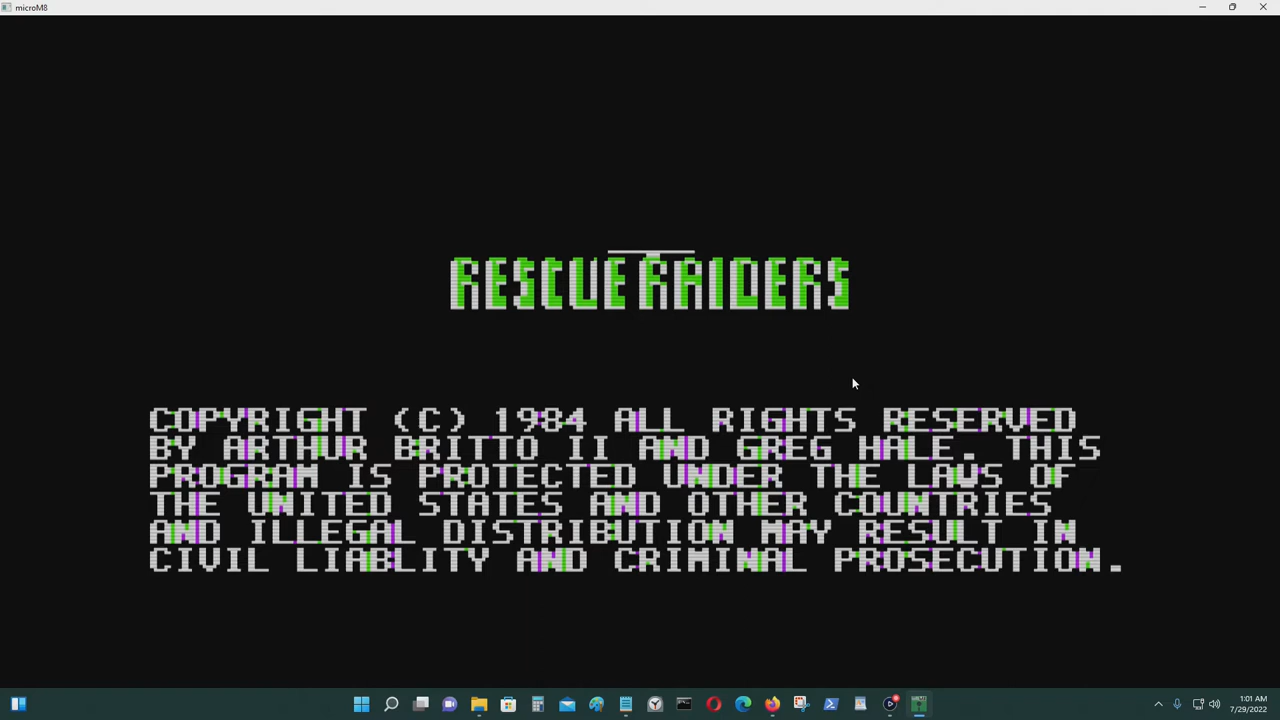 microM8
RESCUE RAIDERS
COPYRIGHT (C) 1984 ALL RIGHTS RESERVED
BY ARTHUR BRITTO II AND GREG HALE. THIS
PROGRAM IS PROTECTED UNDER THE LAWS OF
THE UNITED STATES AND OTHER COUNTRIES
AND ILLEGAL DISTRIBUTION MAY RESULT IN
CIVIL LIABLITY AND CRIMINAL PROSECUTION.
1:01 AM
7/29/2022